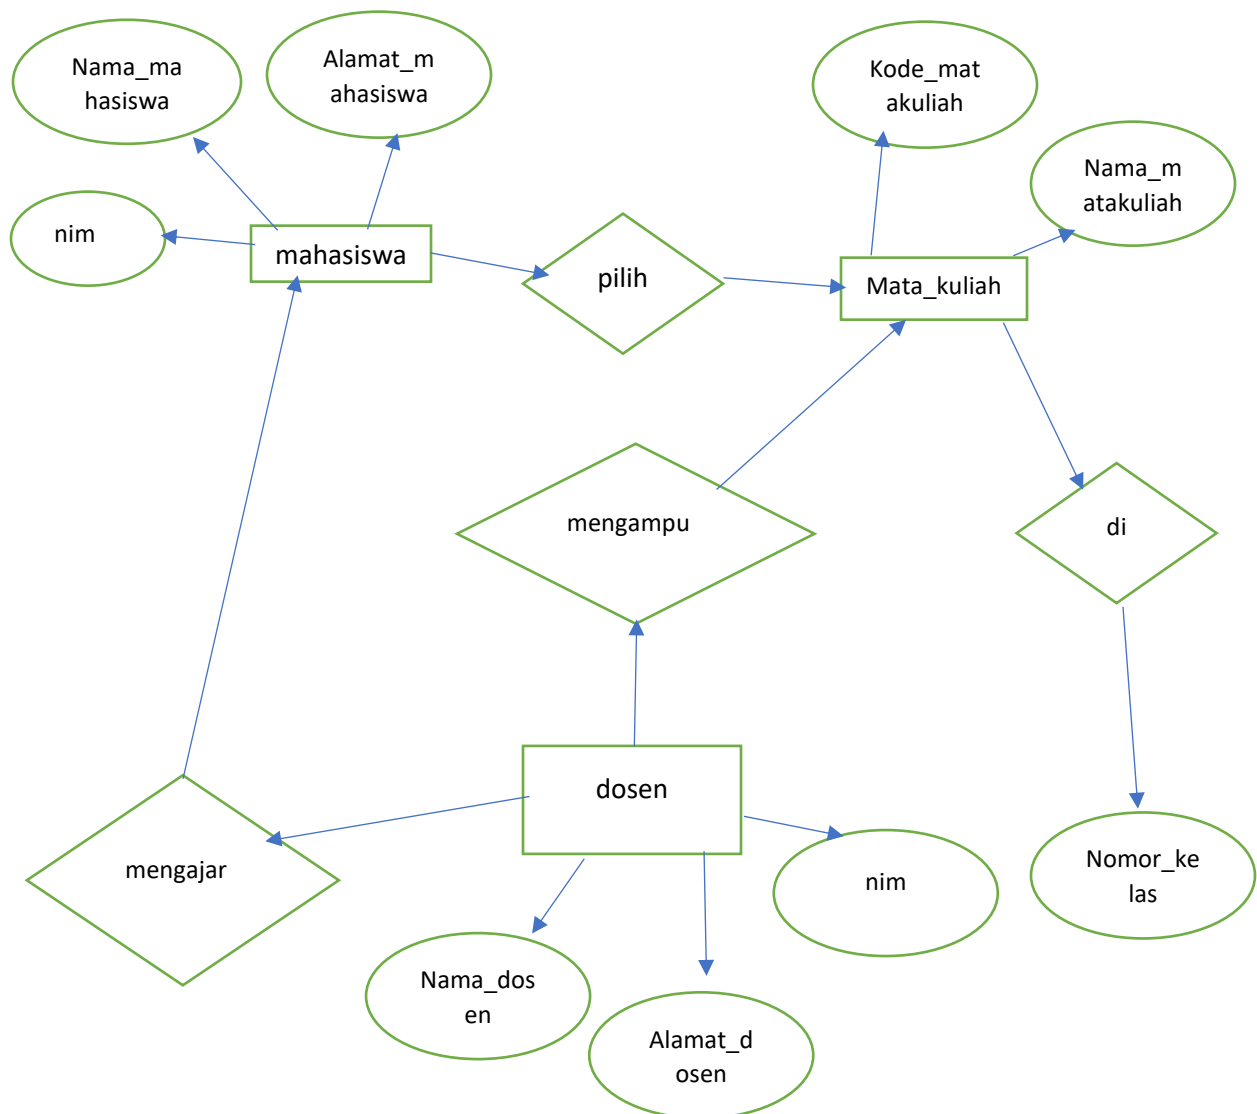 Nama_ma
hasiswa
Alamat_m
ahasiswa
Kode_mat
akuliah
Nama_m
atakuliah
nim
mahasiswa
pilih
Mata_kuliah
mengampu
di
dosen
mengajar
nim
Nomor_ke
las
Nama_dos
en
Alamat_d
osen